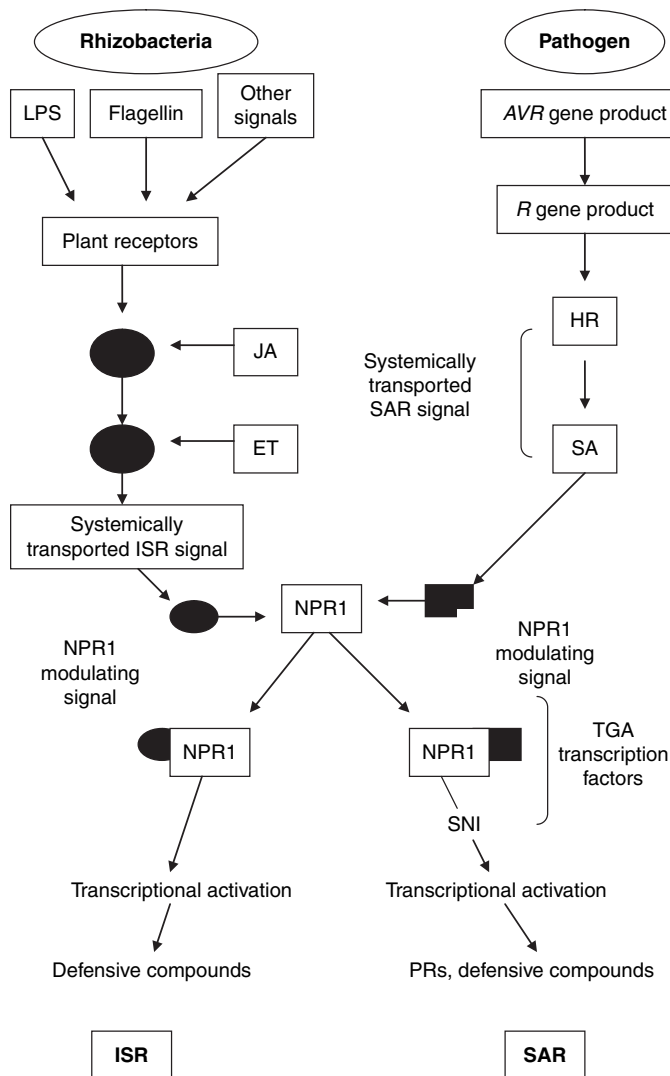 Rhizobacteria
Pathogen
LPS
Flagellin
Other
signals
AVR gene product
Plant receptors
R gene product
JA
HR
Systemically
transported
SAR signal
ET
SA
Systemically
transported ISR signal
NPR1
NPR1
modulating
signal
NPR1
modulating
signal
NPR1
NPR1
TGA
transcription
factors
SNI
Transcriptional activation
Transcriptional activation
Defensive compounds
PRs, defensive compounds
ISR
SAR